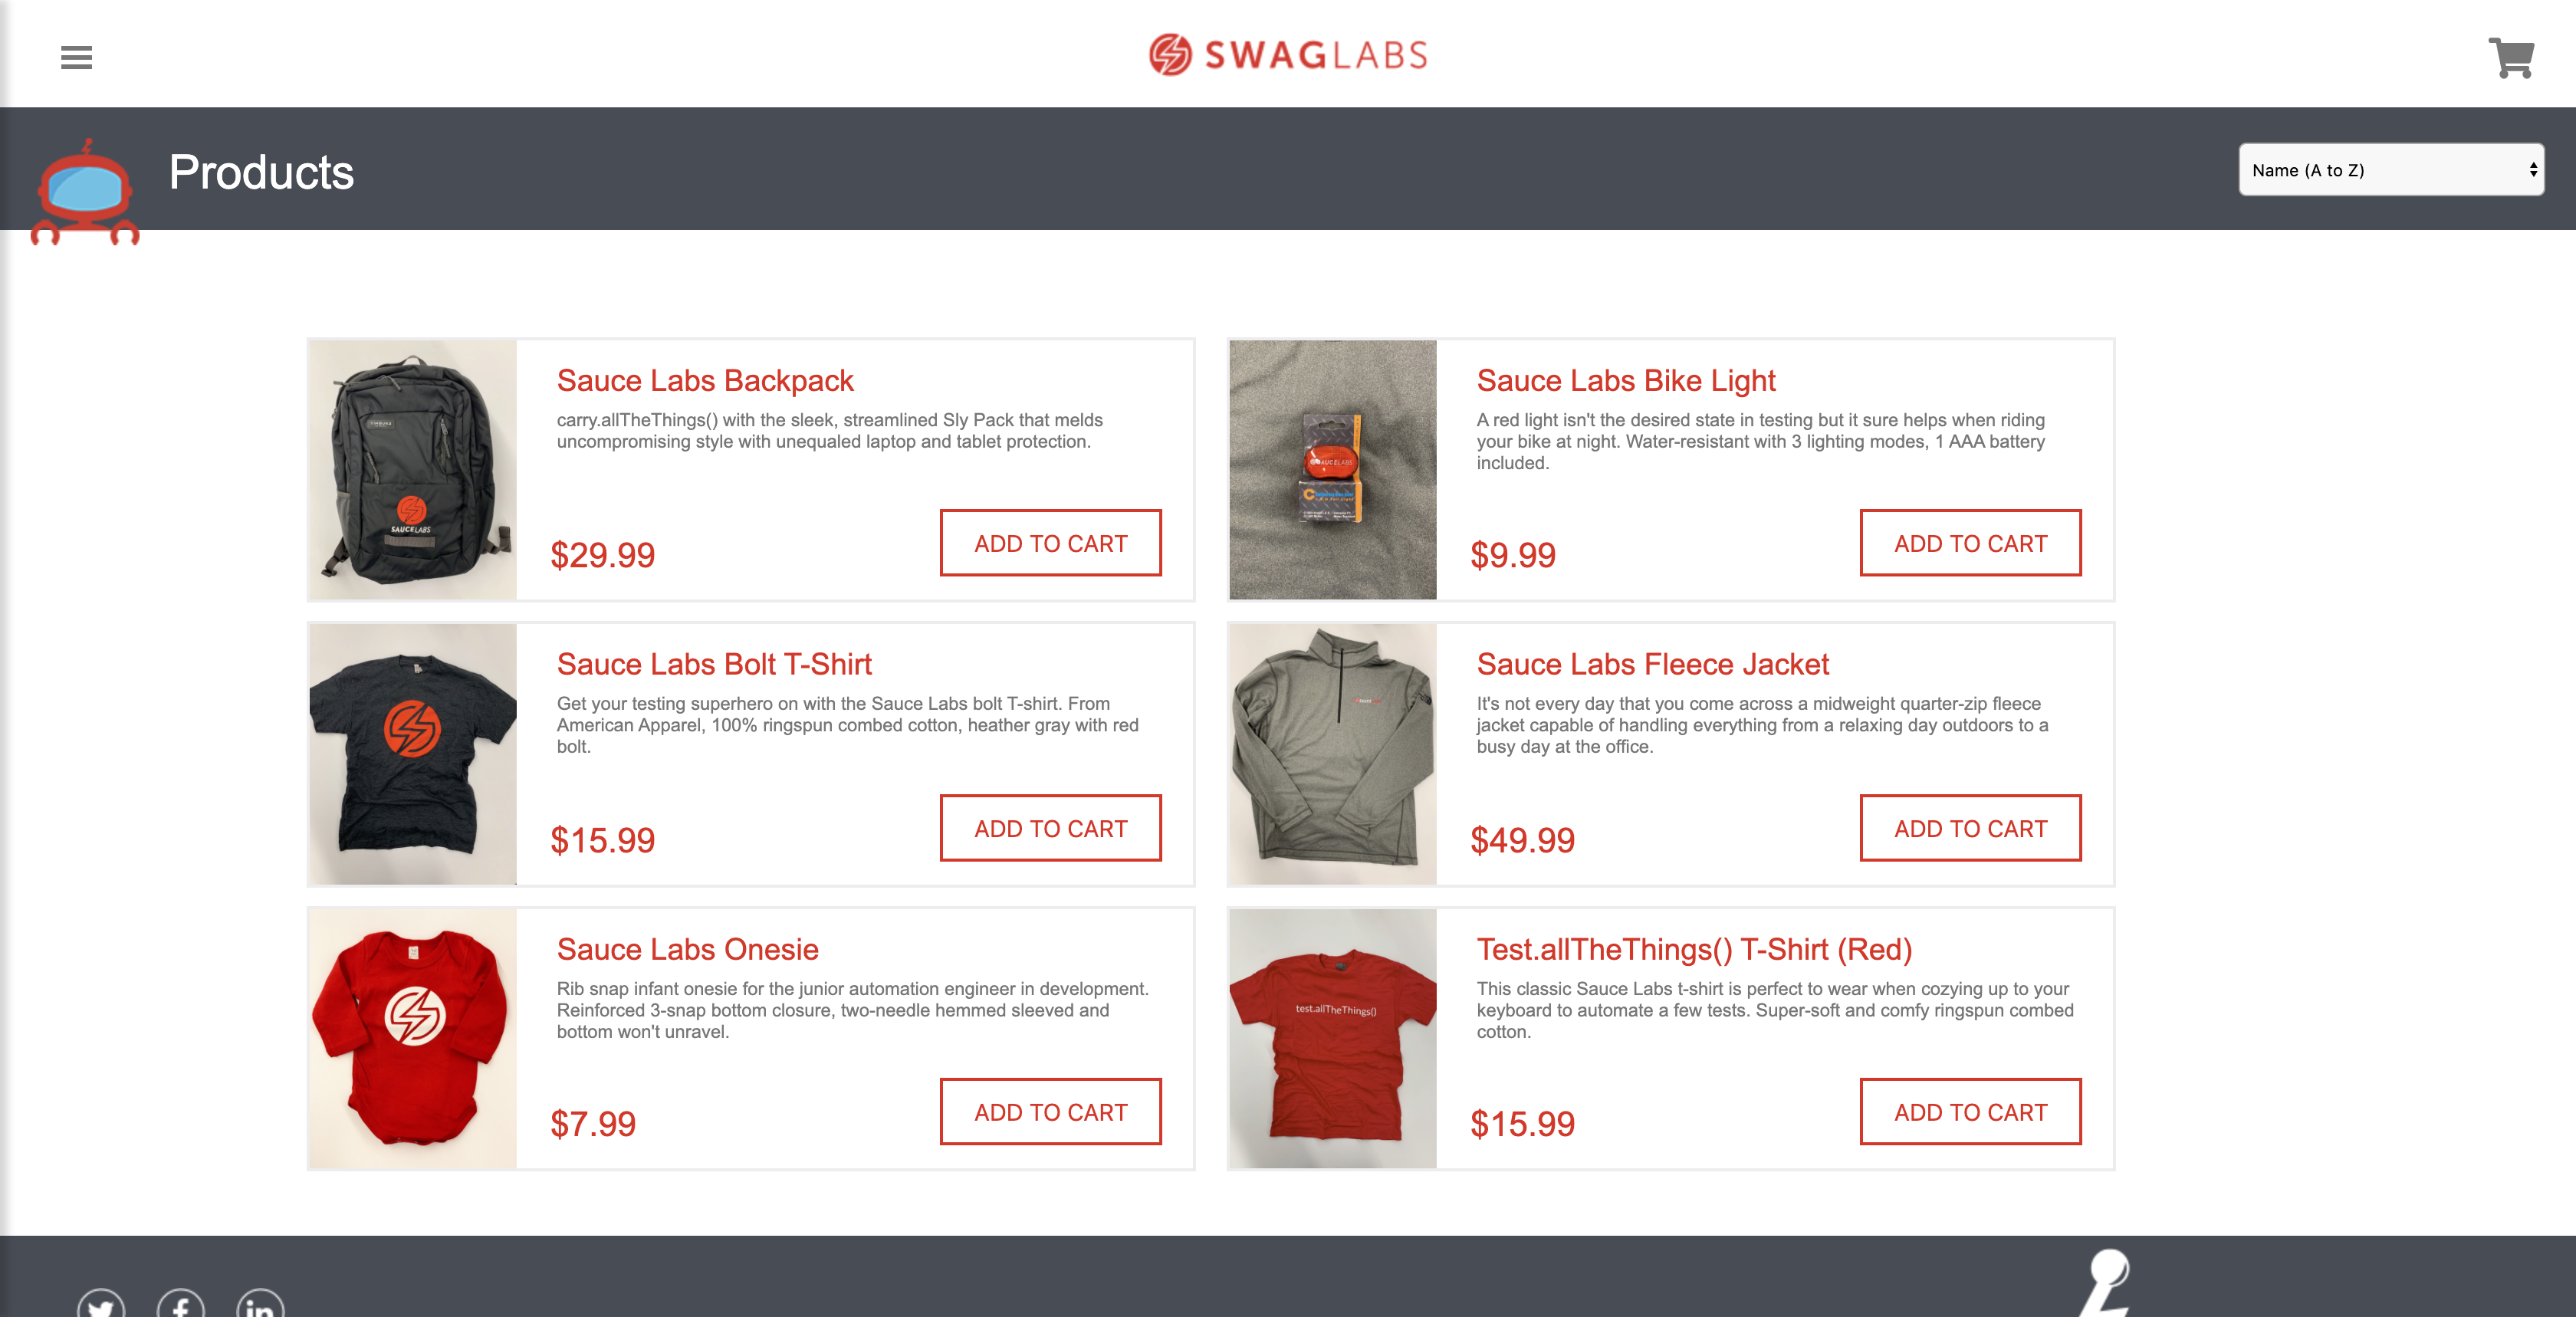 SWAGLABS
Products
Name (A to Z)
Sauce Labs Backpack
carry.allTheThings() with the sleek, streamlined Sly Pack that melds
uncompromising style with unequaled laptop and tablet protection.
$29.99
ADD TO CART
SAUCELABS
Sauce Labs Bike Light
A red light isn't the desired state in testing but it sure helps when riding
your bike at night. Water-resistant with 3 lighting modes, 1 AAA battery
included.
$9.99
ADD TO CART
SAUCELABS
Sauce Labs Bolt T-Shirt
Get your testing superhero on with the Sauce Labs bolt T-shirt. From
American Apparel, 100% ringspun combed cotton, heather gray with red
bolt.
$15.99
ADD TO CART
Sauce Labs Fleece Jacket
It's not every day that you come across a midweight quarter-zip fleece
jacket capable of handling everything from a relaxing day outdoors to a
busy day at the office.
$49.99
ADD TO CART
Sauce Labs Onesie
Rib snap infant onesie for the junior automation engineer in development.
Reinforced 3-snap bottom closure, two-needle hemmed sleeved and
bottom won't unravel.
$7.99
ADD TO CART
Test.allTheThings() T-Shirt (Red)
This classic Sauce Labs t-shirt is perfect to wear when cozying up to your
keyboard to automate a few tests. Super-soft and comfy ringspun combed
cotton.
$15.99
ADD TO CART
test.allTheThings()